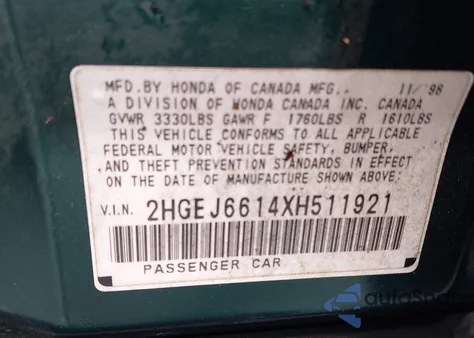 MFD. BY HONDA OF CANADA MFG., 11/'98
A DIVISION OF HONDA CANADA INC. CANADA
GVWR 3330LBS GAWR F 1760LBS R 1610LBS
THIS VEHICLE CONFORMS TO ALL APPLICABLE
FEDERAL MOTOR VEHICLE SAFETY, BUMPER,
AND THEFT PREVENTION STANDARDS IN EFFECT
ON THE DATE OF MANUFACTURE SHOWN ABOVE:
V.I.N. 2HGEJ6614XH511921
PASSENGER CAR